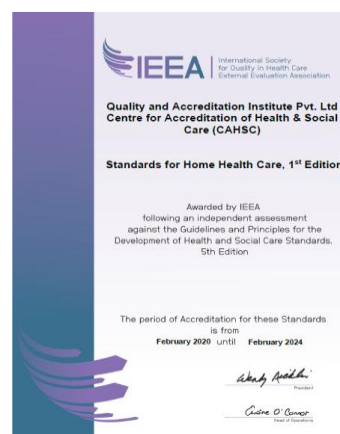 IEEA
International Society
for Quality in Health Care
External Evaluation Association
Quality and Accreditation Institute Pvt. Ltd
Centre for Accreditation of Health & Social
Care (CAHSC)
Standards for Home Health Care, 1st Edition
Awarded by IEEA
following an independent assessment
against the Guidelines and Principles for the
Development of Health and Social Care Standards,
5th Edition
The period of Accreditation for these Standards
is from
February 2020 until February 2024
President
Head of Operations